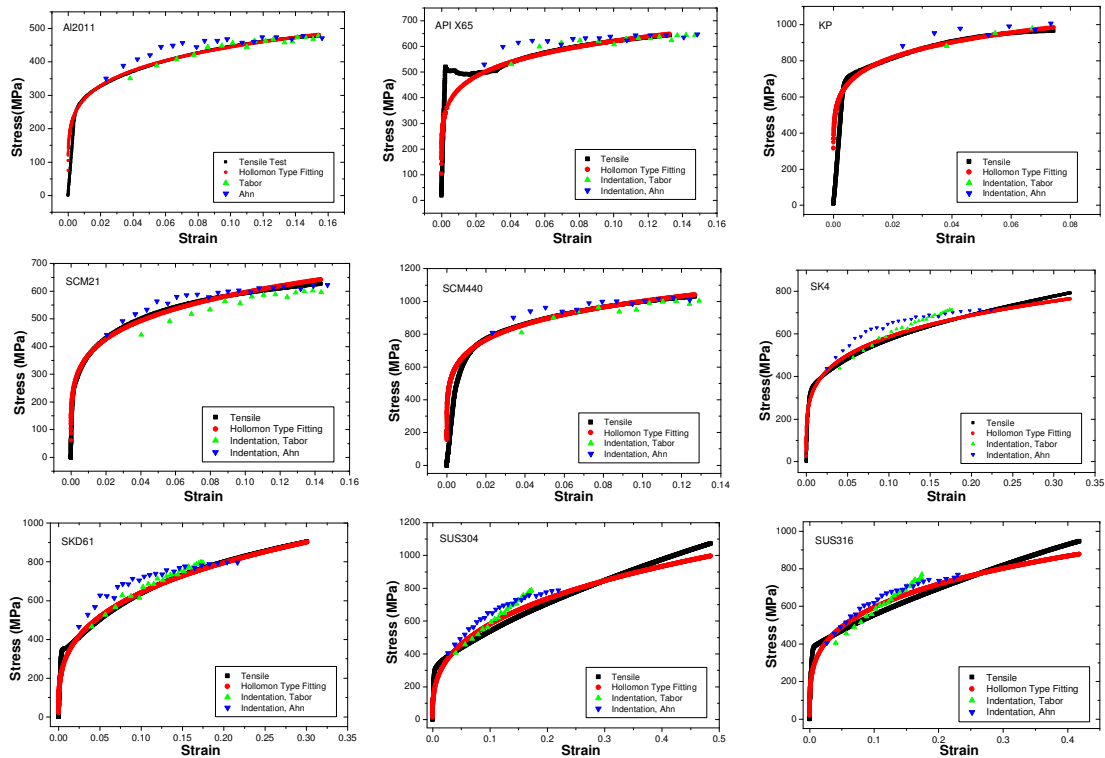 Al2011
Stress(MPa)
500
400
300
200
100
0
Tensile Test
Hollomon Type Fitting
Tabor
Ahn
0.00 0.02 0.04 0.06 0.08 0.10 0.12 0.14 0.16
Strain
API X65
Stress (MPa)
700
600
500
400
300
200
100
0
Tensile
Hollomon Type Fitting
Indentation, Tabor
Indentation, Ahn
0.00 0.02 0.04 0.06 0.08 0.10 0.12 0.14 0.16
Strain
KP
Stress (MPa)
1000
800
600
400
200
0
Tensile
Hollomon Type Fitting
Indentation, Tabor
Indentation, Ahn
0.00 0.02 0.04 0.06 0.08
Strain
SCM21
Stress (MPa)
700
600
500
400
300
200
100
0
Tensile
Hollomon Type Fitting
Indentation, Tabor
Indentation, Ahn
0.00 0.02 0.04 0.06 0.08 0.10 0.12 0.14
Strain
SCM440
Stress (MPa)
1200
1000
800
600
400
200
0
Tensile
Hollomon Type Fitting
Indentation, Tabor
Indentation, Ahn
0.00 0.02 0.04 0.06 0.08 0.10 0.12 0.14
Strain
SK4
Stress(MPa)
800
600
400
200
0
Tensile
Hollomon Type Fitting
Indentation, Tabor
Indentation, Ahn
0.00 0.05 0.10 0.15 0.20 0.25 0.30 0.35
Strain
SKD61
Stress (MPa)
1000
800
600
400
200
0
Tensile
Hollomon Type Fitting
Indentation, Tabor
Indentation, Ahn
0.00 0.05 0.10 0.15 0.20 0.25 0.30 0.35
Strain
SUS304
Stress (MPa)
1200
1000
800
600
400
200
0
Tensile
Hollomon Type Fitting
Indentation, Tabor
Indentation, Ahn
0.0 0.1 0.2 0.3 0.4 0.5
Strain
SUS316
Stress (MPa)
1000
800
600
400
200
0
Tensile
Hollomon Type Fitting
Indentation, Tabor
Indentation, Ahn
0.0 0.1 0.2 0.3 0.4
Strain